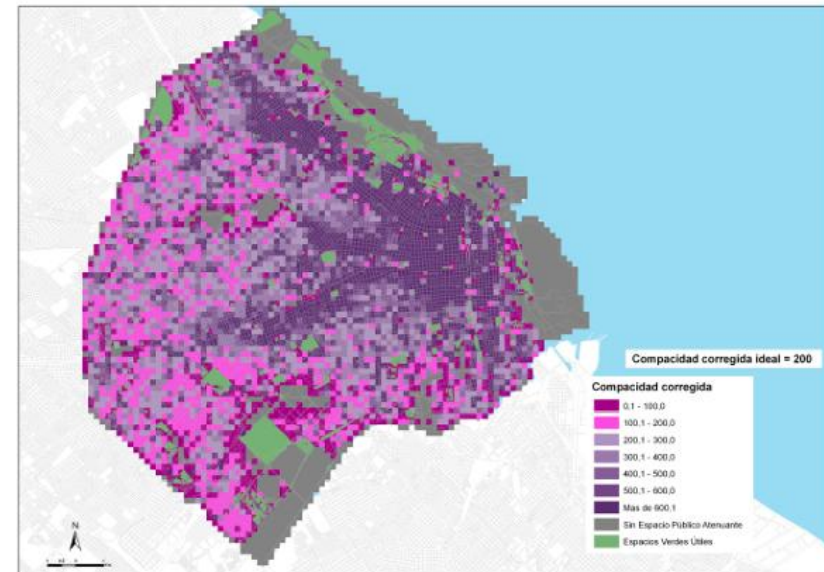 Compacidad corregida ideal = 200
Compacidad corregida
0,1 - 100,0
100,1 - 200,0
200,1 - 300,0
300,1 - 400,0
400,1 - 500,0
500,1 - 600,0
Mas de 600,1
Sin Espacio Público Atenuante
Espacios Verdes Útiles
N